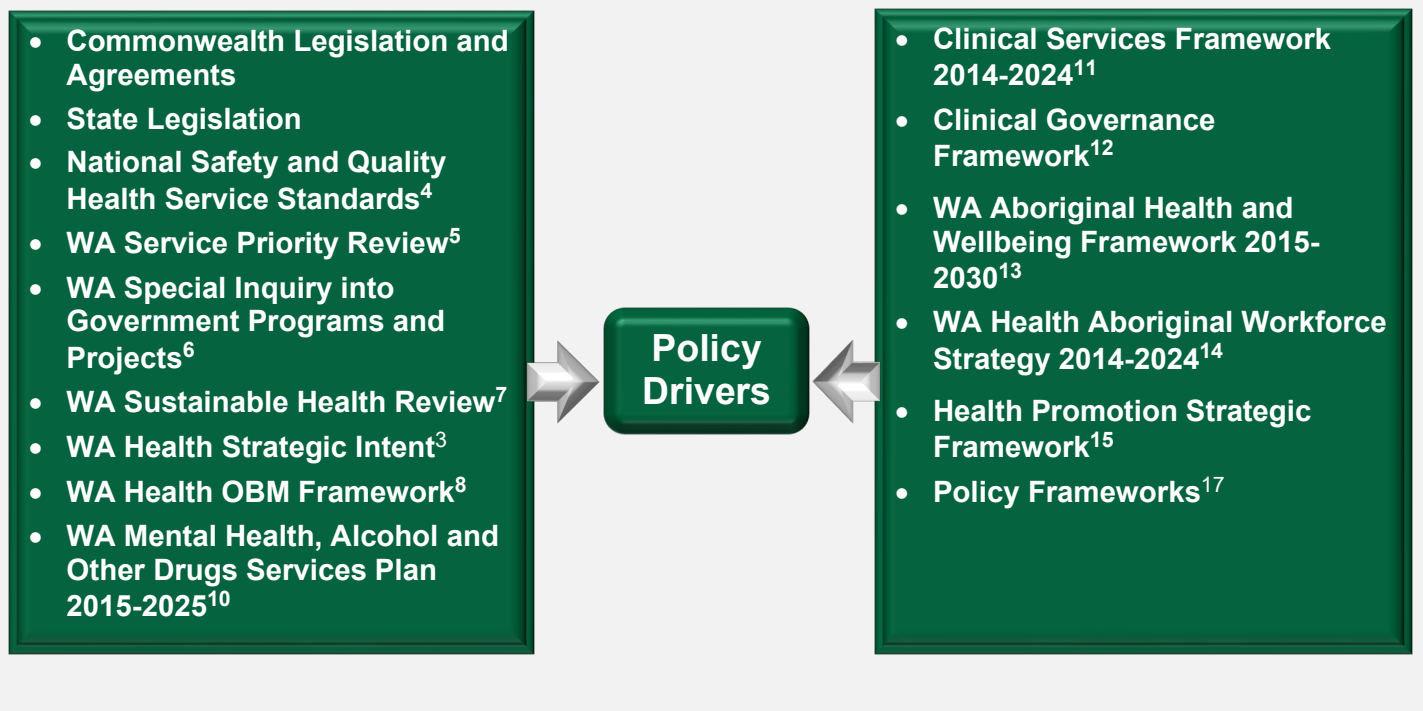 • Commonwealth Legislation and
Agreements
• State Legislation
• National Safety and Quality
Health Service Standards⁴
• WA Service Priority Review⁵
• WA Special Inquiry into
Government Programs and
Projects⁶
• WA Sustainable Health Review⁷
• WA Health Strategic Intent³
• WA Health OBM Framework⁸
• WA Mental Health, Alcohol and
Other Drugs Services Plan
2015-2025¹⁰
Policy
Drivers
• Clinical Services Framework
2014-2024¹¹
• Clinical Governance
Framework¹²
• WA Aboriginal Health and
Wellbeing Framework 2015-
2030¹³
• WA Health Aboriginal Workforce
Strategy 2014-2024¹⁴
• Health Promotion Strategic
Framework¹⁵
• Policy Frameworks¹⁷